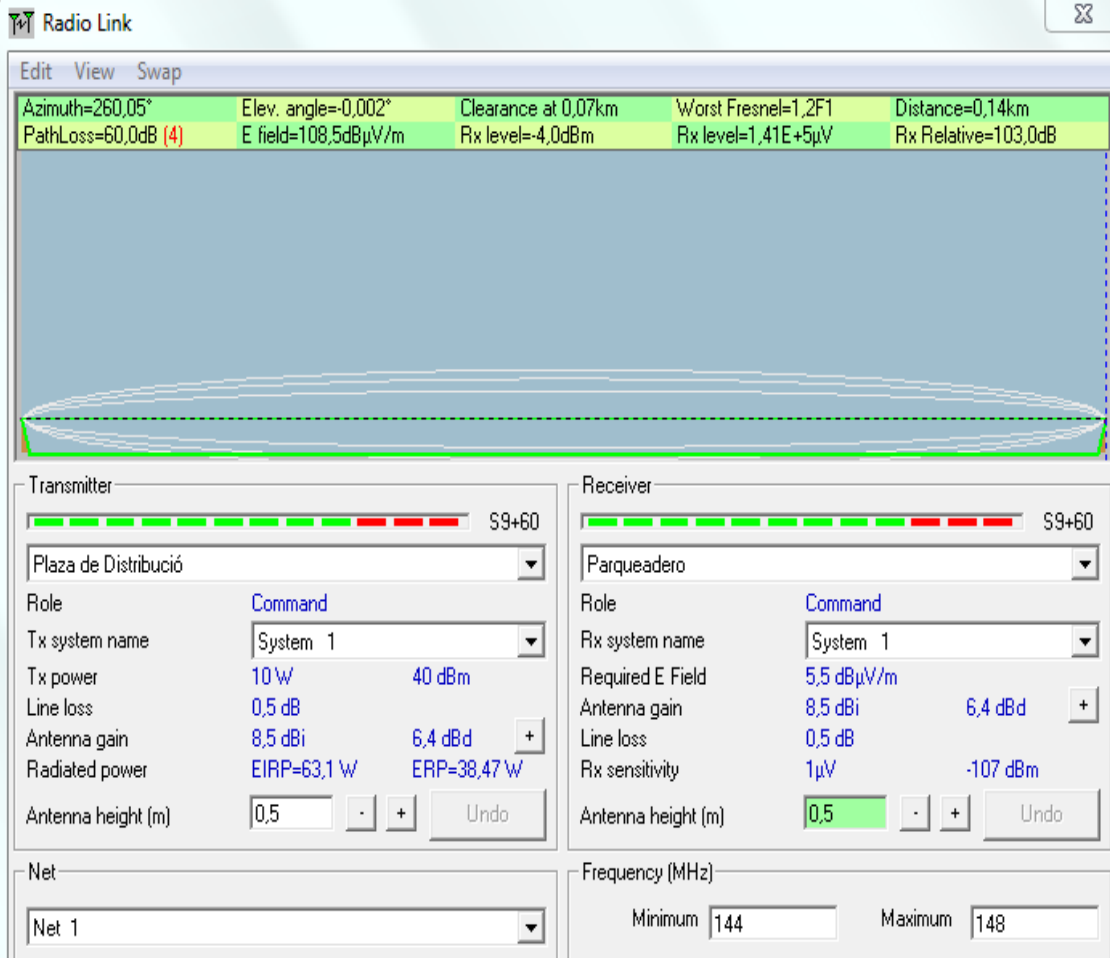 Radio Link
Edit View Swap
Azimuth=260,05° Elev. angle=-0,002° Clearance at 0,07km Worst Fresnel=1,2F1 Distance=0,14km
PathLoss=60,0dB (4) E field=108,5dBµV/m Rx level=-4,0dBm Rx level=1,41E+5µV Rx Relative=103,0dB
Transmitter
S9+60
Plaza de Distribució
Role Command
Tx system name System 1
Tx power 10 W 40 dBm
Line loss 0,5 dB
Antenna gain 8,5 dBi 6,4 dBd +
Radiated power EIRP=63,1 W ERP=38,47 W
Antenna height (m) 0,5 - + Undo
Receiver
S9+60
Parqueadero
Role Command
Rx system name System 1
Required E Field 5,5 dBµV/m
Antenna gain 8,5 dBi 6,4 dBd +
Line loss 0,5 dB
Rx sensitivity 1µV -107 dBm
Antenna height (m) 0,5 - + Undo
Net
Net 1
Frequency (MHz)
Minimum 144 Maximum 148